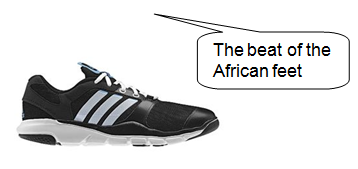 The beat of the
African feet